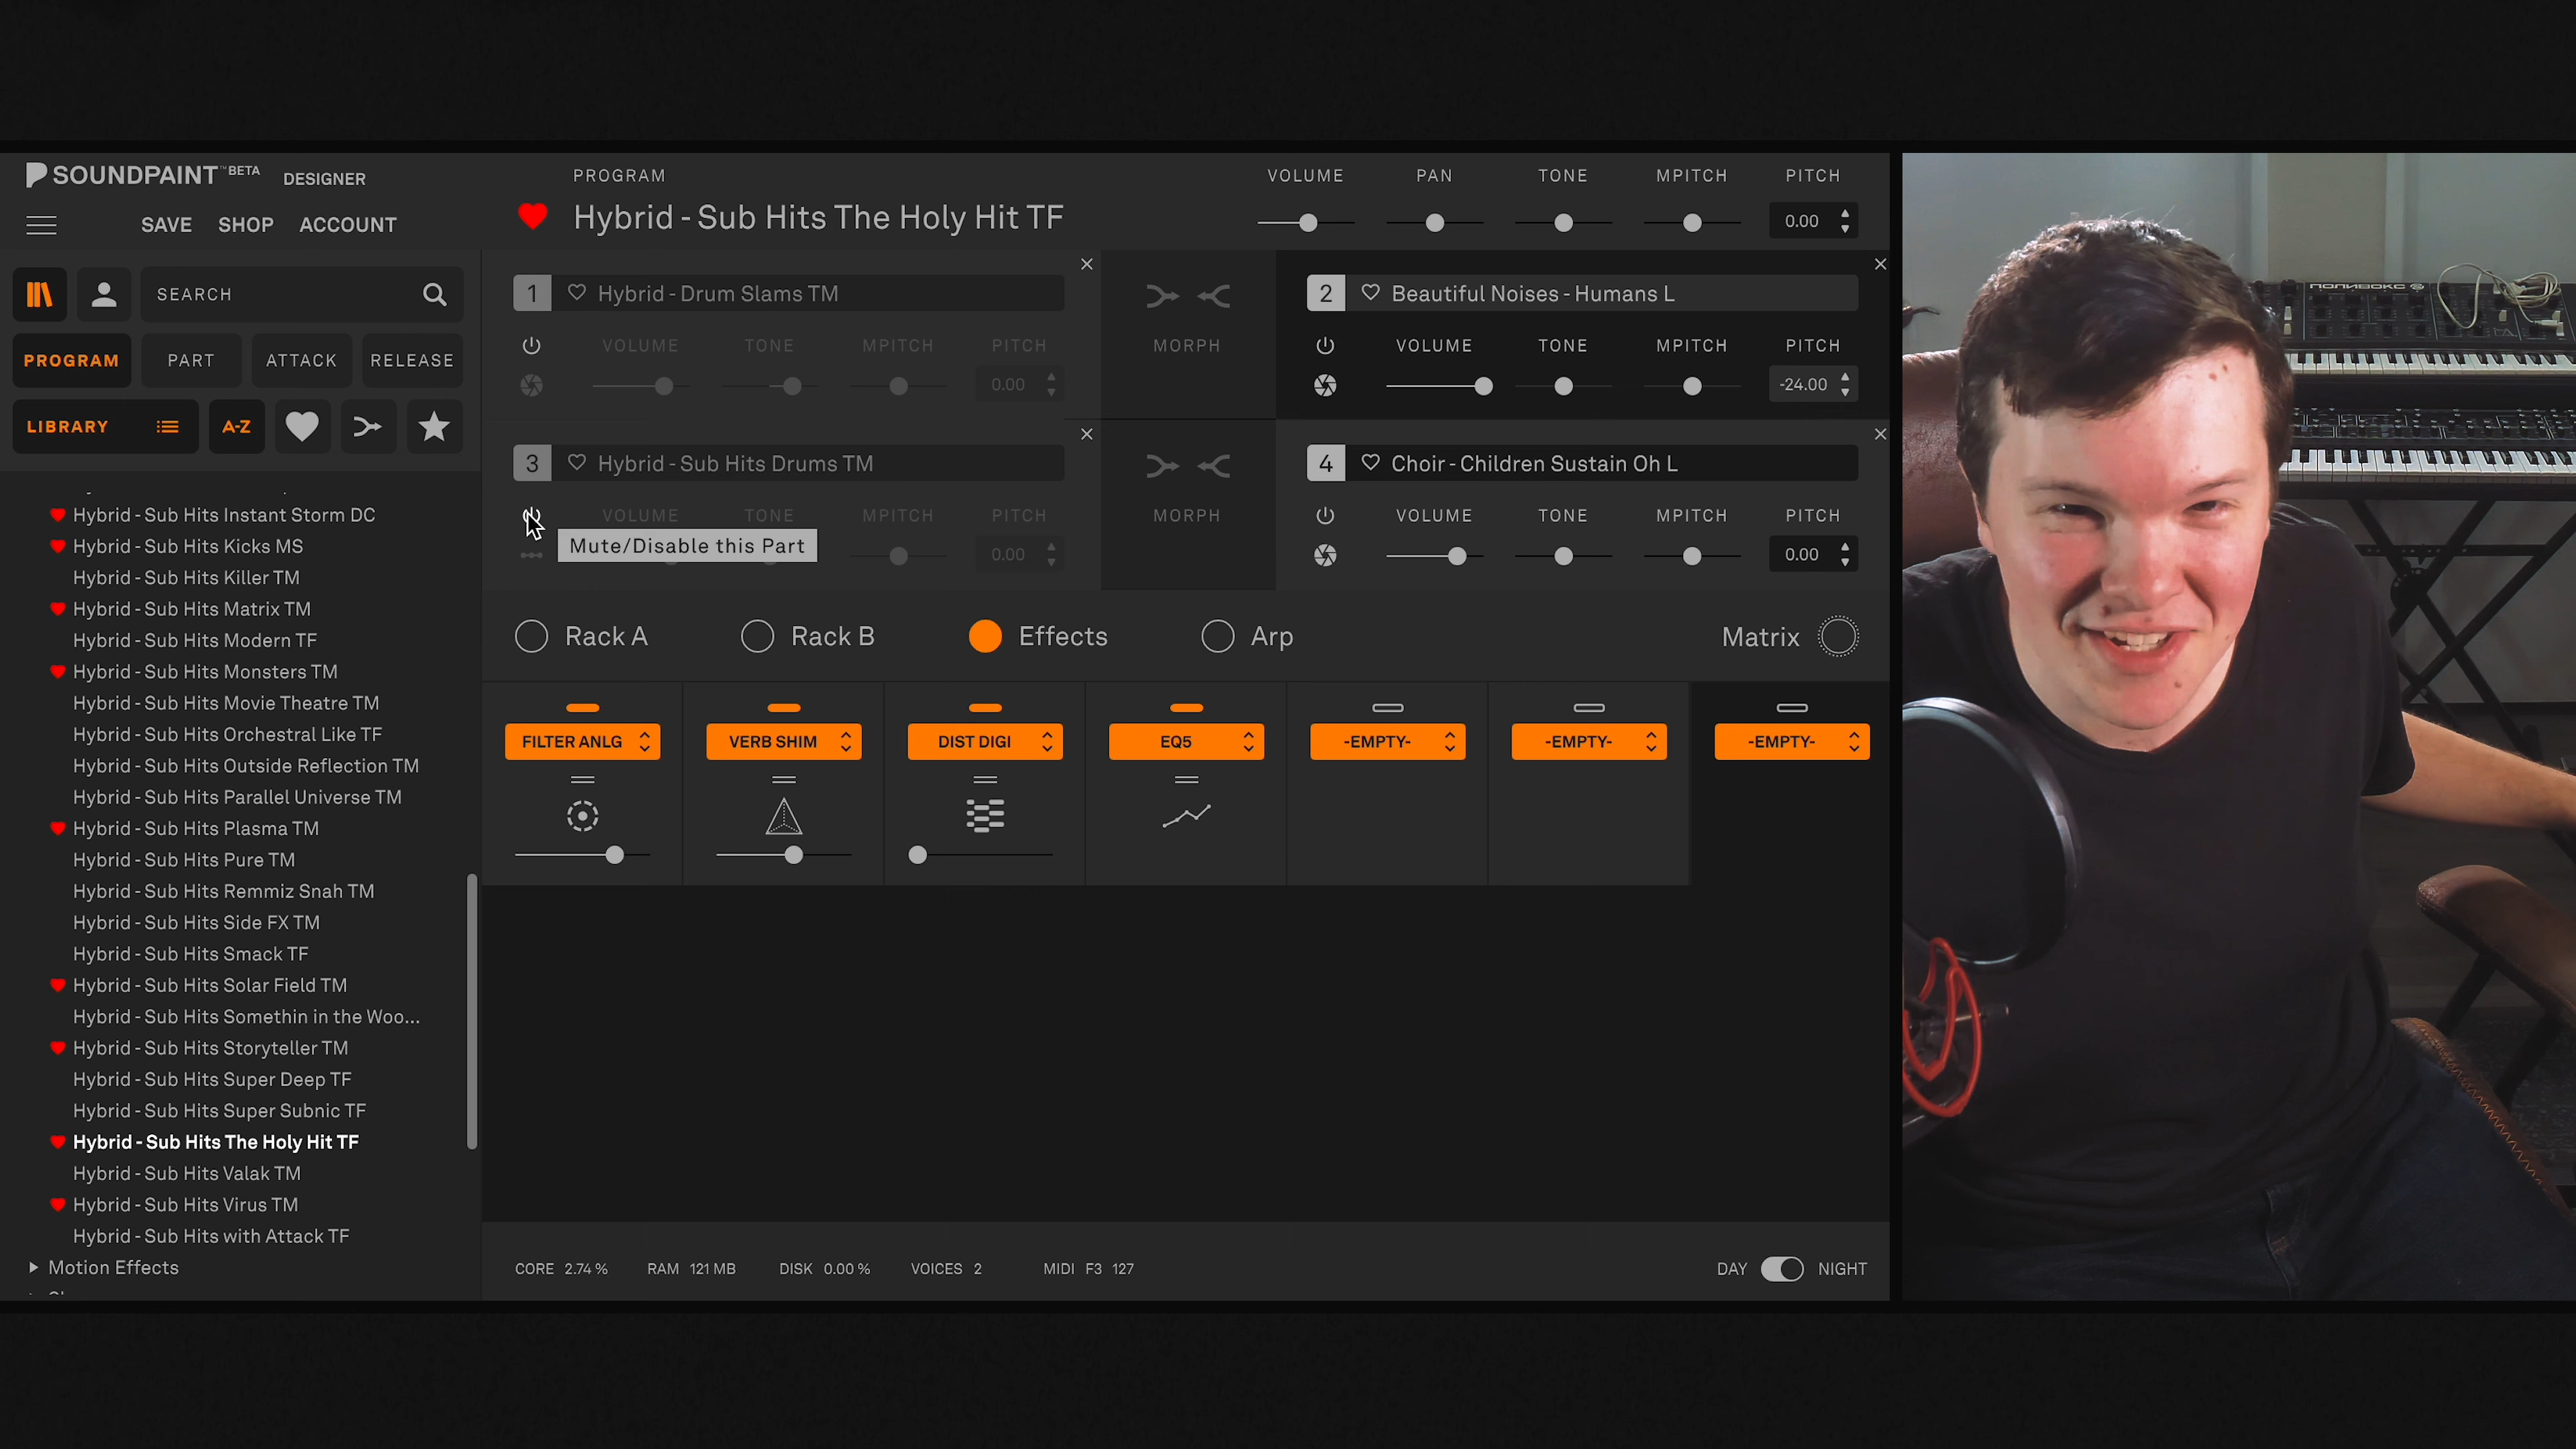 SOUNDPAINT™BETA DESIGNER
SAVE SHOP ACCOUNT
SEARCH
PROGRAM PART ATTACK RELEASE
LIBRARY A-Z
Hybrid - Sub Hits Instant Storm DC
Hybrid - Sub Hits Kicks MS
Hybrid - Sub Hits Killer TM
Hybrid - Sub Hits Matrix TM
Hybrid - Sub Hits Modern TF
Hybrid - Sub Hits Monsters TM
Hybrid - Sub Hits Movie Theatre TM
Hybrid - Sub Hits Orchestral Like TF
Hybrid - Sub Hits Outside Reflection TM
Hybrid - Sub Hits Parallel Universe TM
Hybrid - Sub Hits Plasma TM
Hybrid - Sub Hits Pure TM
Hybrid - Sub Hits Remmiz Snah TM
Hybrid - Sub Hits Side FX TM
Hybrid - Sub Hits Smack TF
Hybrid - Sub Hits Solar Field TM
Hybrid - Sub Hits Somethin in the Woo...
Hybrid - Sub Hits Storyteller TM
Hybrid - Sub Hits Super Deep TF
Hybrid - Sub Hits Super Subnic TF
Hybrid - Sub Hits The Holy Hit TF
Hybrid - Sub Hits Valak TM
Hybrid - Sub Hits Virus TM
Hybrid - Sub Hits with Attack TF
Motion Effects
PROGRAM
Hybrid - Sub Hits The Holy Hit TF
VOLUME PAN TONE MPITCH PITCH
0.00
1 Hybrid - Drum Slams TM
VOLUME TONE MPITCH PITCH
0.00
MORPH
2 Beautiful Noises - Humans L
VOLUME TONE MPITCH PITCH
-24.00
3 Hybrid - Sub Hits Drums TM
VOLUME TONE MPITCH PITCH
Mute/Disable this Part
0.00
MORPH
4 Choir - Children Sustain Oh L
VOLUME TONE MPITCH PITCH
0.00
Rack A Rack B Effects Arp Matrix
FILTER ANLG VERB SHIM DIST DIGI EQ5 -EMPTY- -EMPTY- -EMPTY-
CORE 2.74 % RAM 121 MB DISK 0.00 % VOICES 2 MIDI F3 127
DAY NIGHT
ПОЛИВОКС